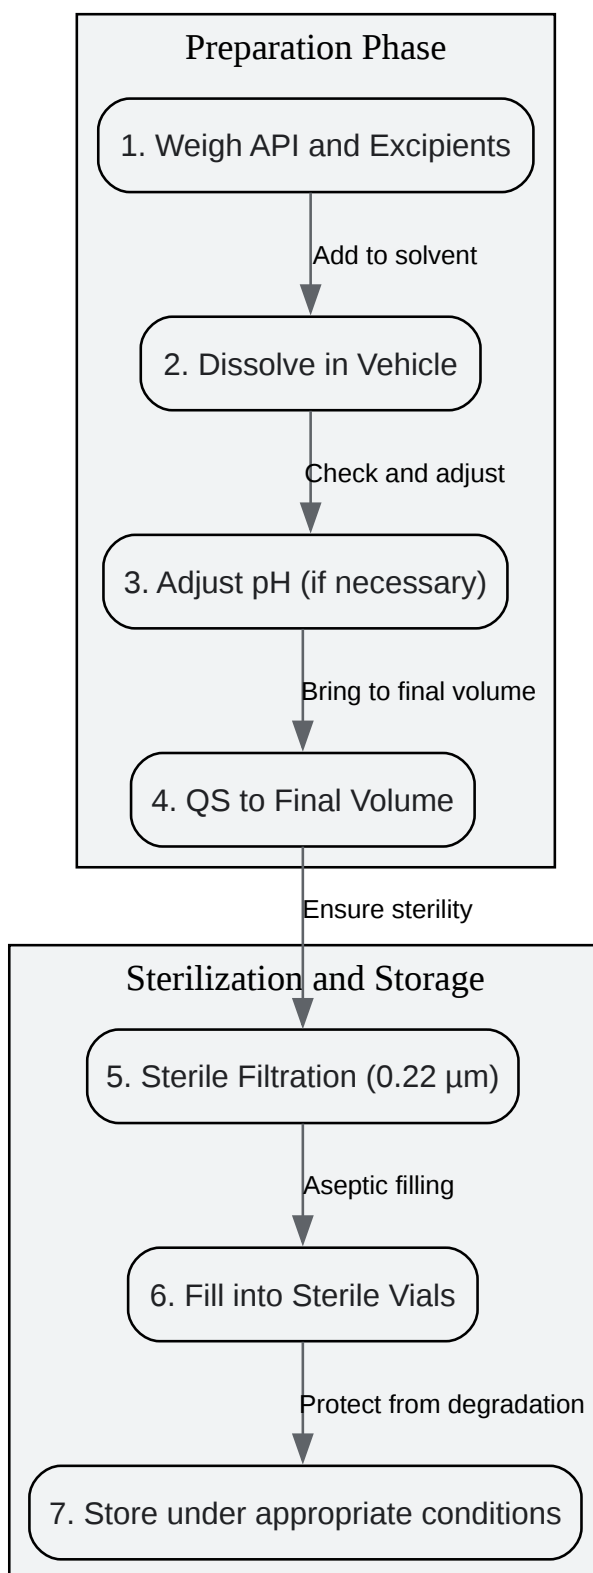 Preparation Phase
1. Weigh API and Excipients
Add to solvent
2. Dissolve in Vehicle
Check and adjust
3. Adjust pH (if necessary)
Bring to final volume
4. QS to Final Volume
Ensure sterility
Sterilization and Storage
5. Sterile Filtration (0.22 µm)
Aseptic filling
6. Fill into Sterile Vials
Protect from degradation
7. Store under appropriate conditions